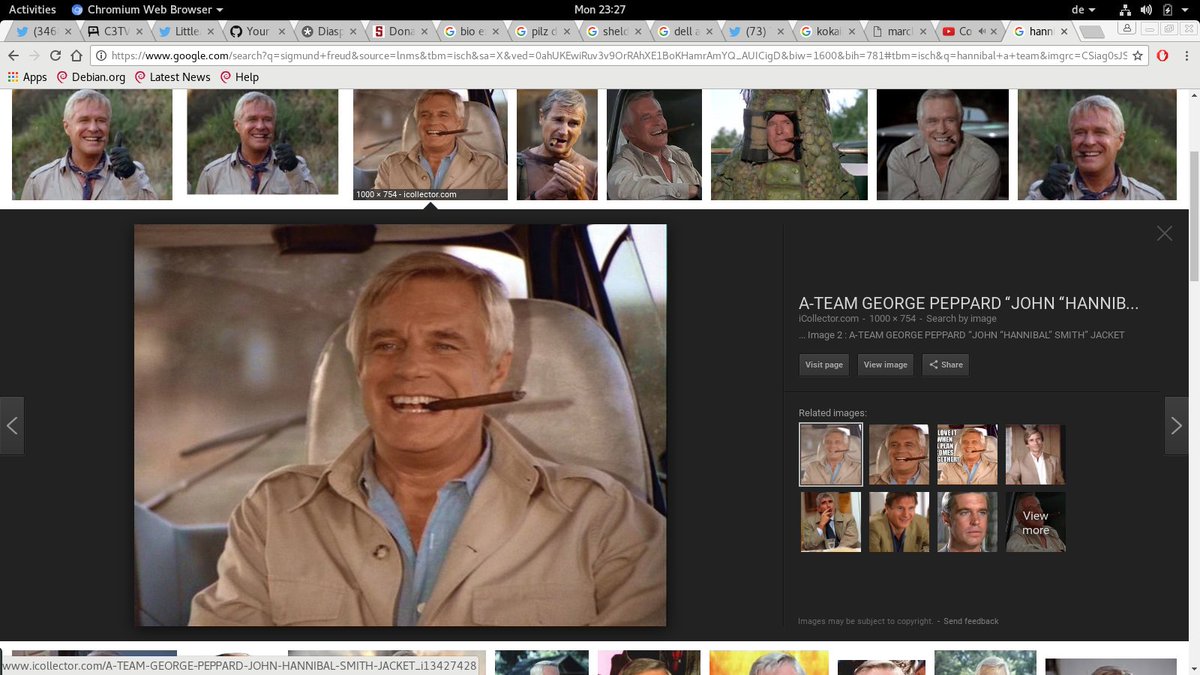 Activities Chromium Web Browser Mon 23:27 de
(346 C3TV Little. Your Diasp Dona bio e pilz d shelo dell a (73) kokai marcl Co hann
https://www.google.com/search?q=sigmund+freud&source=lnms&tbm=isch&sa=X&ved=0ahUKEwiRuv3v9OrRAhXE1BoKHamrAmYQ_AUICigD&biw=1600&bih=781#tbm=isch&q=hannibal+a+team&imgrc=CSiag0sJS
Apps Debian.org Latest News Help
1000 × 754 - icollector.com
A-TEAM GEORGE PEPPARD “JOHN “HANNIB...
iCollector.com - 1000 × 754 - Search by image
... Image 2 : A-TEAM GEORGE PEPPARD “JOHN “HANNIBAL” SMITH” JACKET
Visit page View image Share
Related images:
LOVE IT
WHEN
A PLAN
COMES
TOGETHER
View
more
Images may be subject to copyright. - Send feedback
www.icollector.com/A-TEAM-GEORGE-PEPPARD-JOHN-HANNIBAL-SMITH-JACKET_i13427428